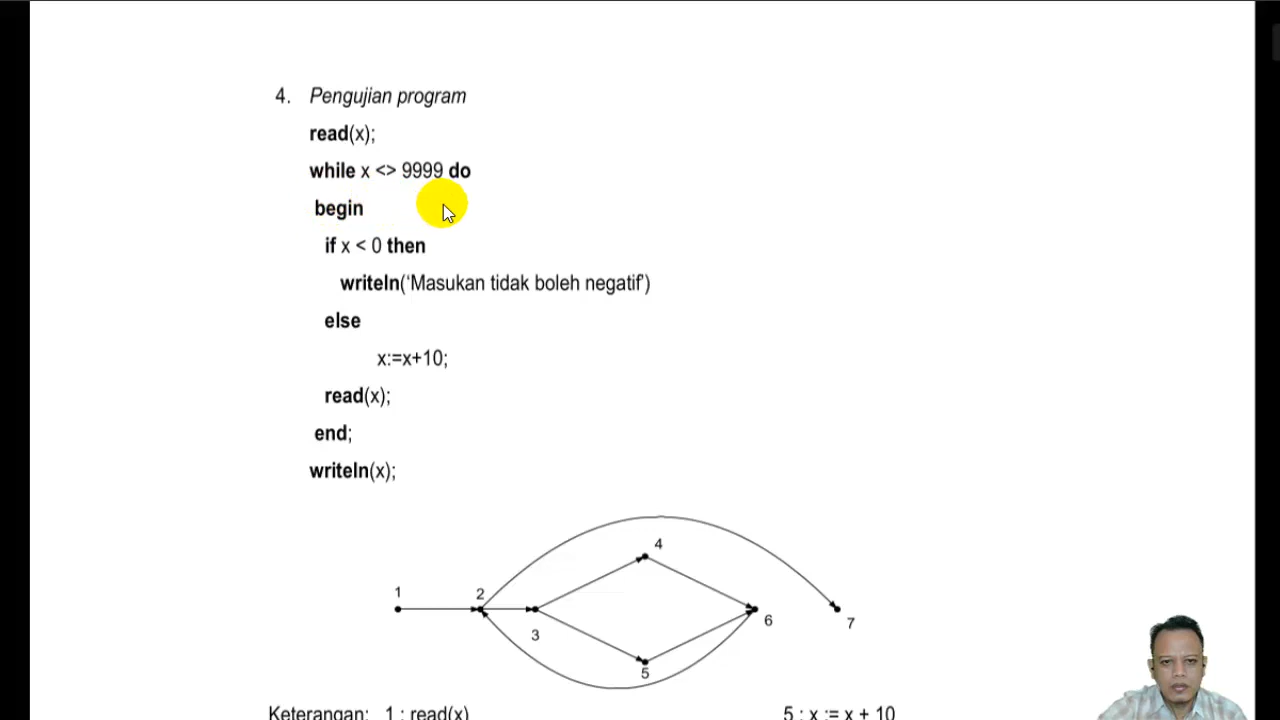 4. Pengujian program
read(x);
while x <> 9999 do
begin
if x < 0 then
writeln(‘Masukan tidak boleh negatif’)
else
x:=x+10;
read(x);
end;
writeln(x);
4
1
2
3
6
7
5
Keterangan: 1 : read(x)
5 : x := x + 10